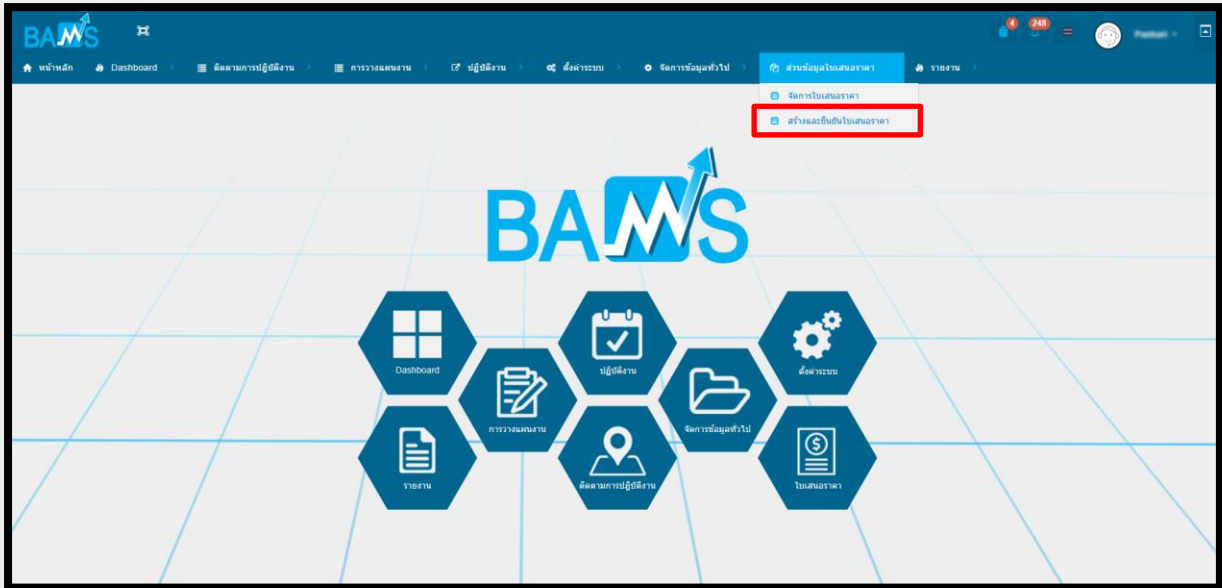 BAMS
4 248
หน้าหลัก Dashboard ติดตามการปฏิบัติงาน การวางแผนงาน ปฏิบัติงาน ตั้งค่าระบบ จัดการข้อมูลทั่วไป ส่วนข้อมูลใบเสนอราคา รายงาน
จัดการใบเสนอราคา
สร้างและยืนยันใบเสนอราคา
BAMS
Dashboard
ปฏิบัติงาน
ตั้งค่าระบบ
การวางแผนงาน
จัดการข้อมูลทั่วไป
รายงาน
ติดตามการปฏิบัติงาน
ใบเสนอราคา